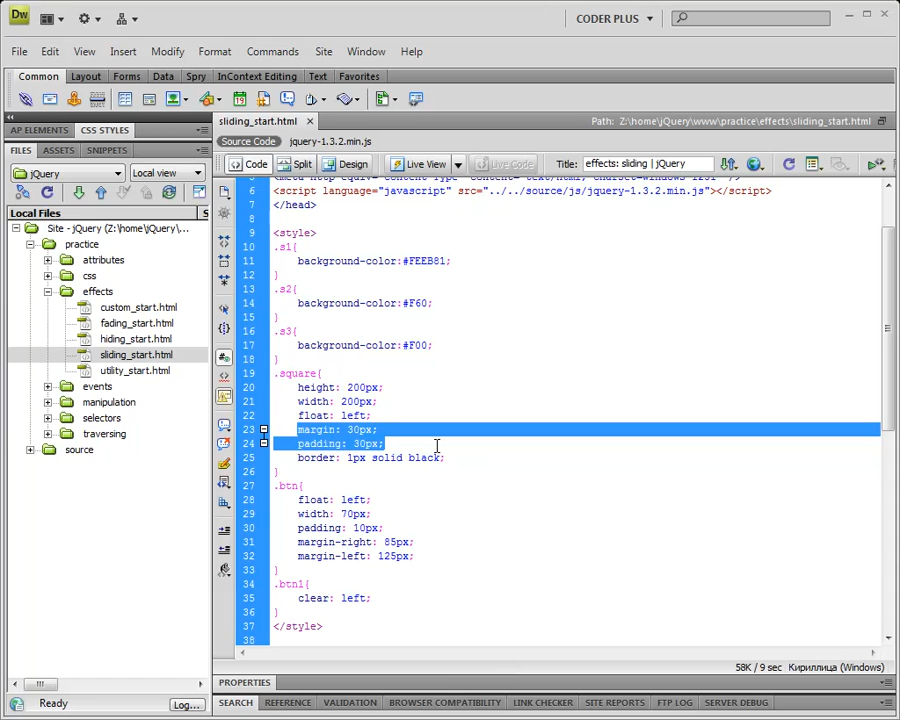 Dw
CODER PLUS
File Edit View Insert Modify Format Commands Site Window Help
Common Layout Forms Data Spry InContext Editing Text Favorites
AP ELEMENTS CSS STYLES
FILES ASSETS SNIPPETS
jQuery Local view
Local Files S
Site - jQuery (Z:\home\jQuery\...
practice
attributes
css
effects
custom_start.html
fading_start.html
hiding_start.html
sliding_start.html
utility_start.html
events
manipulation
selectors
traversing
source
Ready Log...
sliding_start.html Path: Z:\home\jQuery\www\practice\effects\sliding_start.html
Source Code jquery-1.3.2.min.js
Code Split Design Live View Live Code Title: effects: sliding | jQuery
6 <script language="javascript" src="../../source/js/jquery-1.3.2.min.js"></script>
7 </head>
8
9 <style>
10 .s1{
11 background-color:#FEEB81;
12 }
13 .s2{
14 background-color:#F60;
15 }
16 .s3{
17 background-color:#F00;
18 }
19 .square{
20 height: 200px;
21 width: 200px;
22 float: left;
23 margin: 30px;
24 padding: 30px;
25 border: 1px solid black;
26 }
27 .btn{
28 float: left;
29 width: 70px;
30 padding: 10px;
31 margin-right: 85px;
32 margin-left: 125px;
33 }
34 .btn1{
35 clear: left;
36 }
37 </style>
38
58K / 9 sec Кириллица (Windows)
PROPERTIES
SEARCH REFERENCE VALIDATION BROWSER COMPATIBILITY LINK CHECKER SITE REPORTS FTP LOG SERVER DEBUG